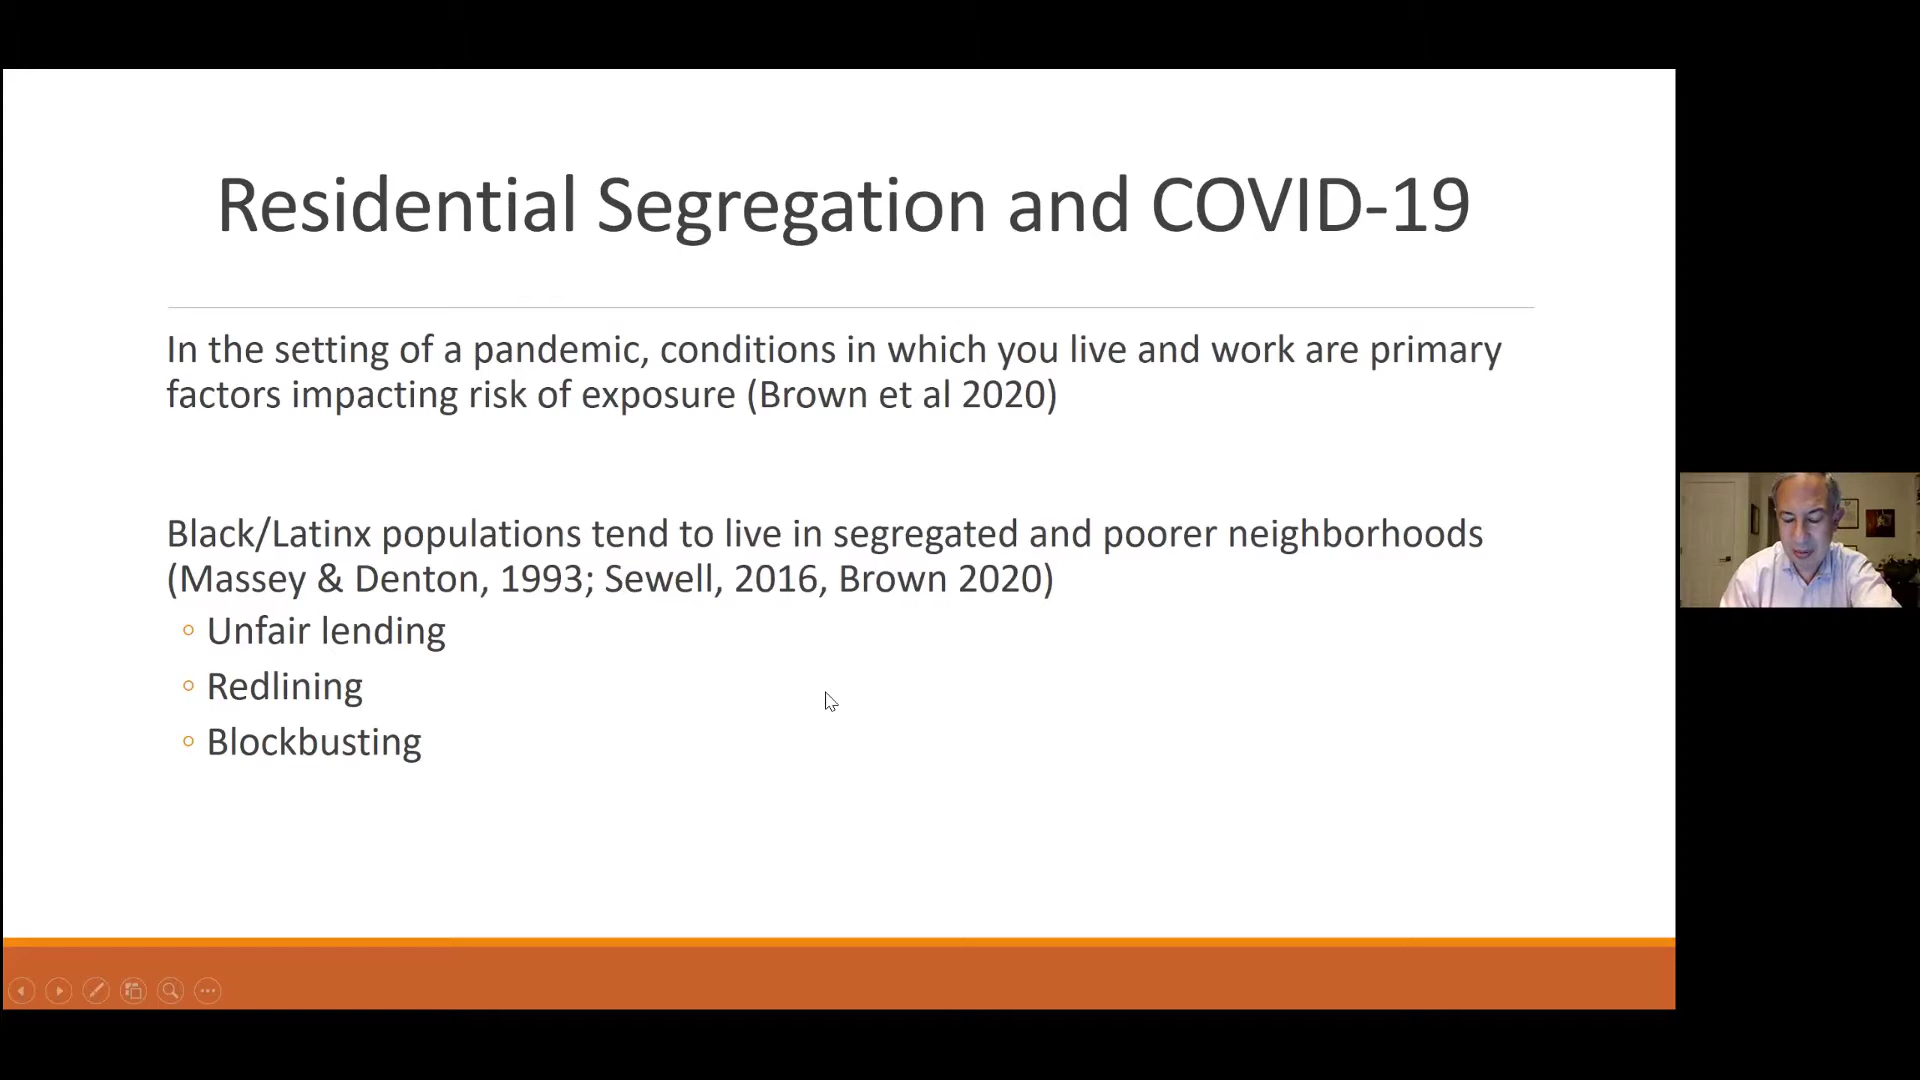 Residential Segregation and COVID-19
In the setting of a pandemic, conditions in which you live and work are primary
factors impacting risk of exposure (Brown et al 2020)
Black/Latinx populations tend to live in segregated and poorer neighborhoods
(Massey & Denton, 1993; Sewell, 2016, Brown 2020)
Unfair lending
Redlining
Blockbusting